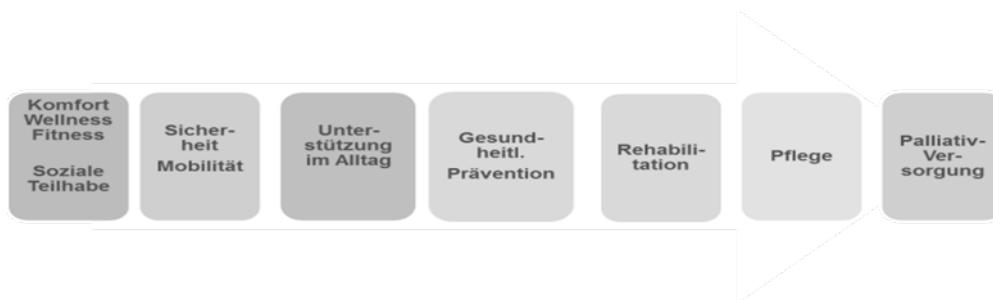 Komfort
Wellness
Fitness
Soziale
Teilhabe
Sicher-
heit
Mobilität
Unter-
stützung
im Alltag
Gesund-
heitl.
Prävention
Rehabili-
tation
Pflege
Palliativ-
Ver-
sorgung